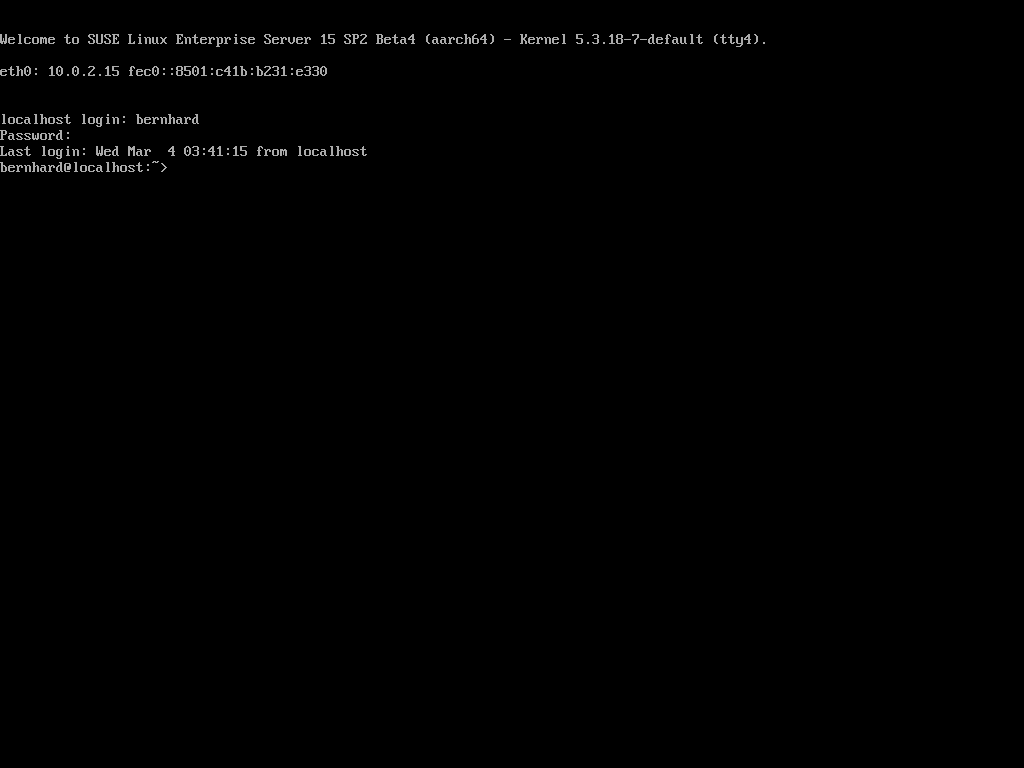 Welcome to SUSE Linux Enterprise Server 15 SP2 Beta4 (aarch64) - Kernel 5.3.18-7-default (tty4).
eth0: 10.0.2.15 fec0::8501:c41b:b231:e330
localhost login: bernhard
Password:
Last login: Wed Mar  4 03:41:15 from localhost
bernhard@localhost:~>